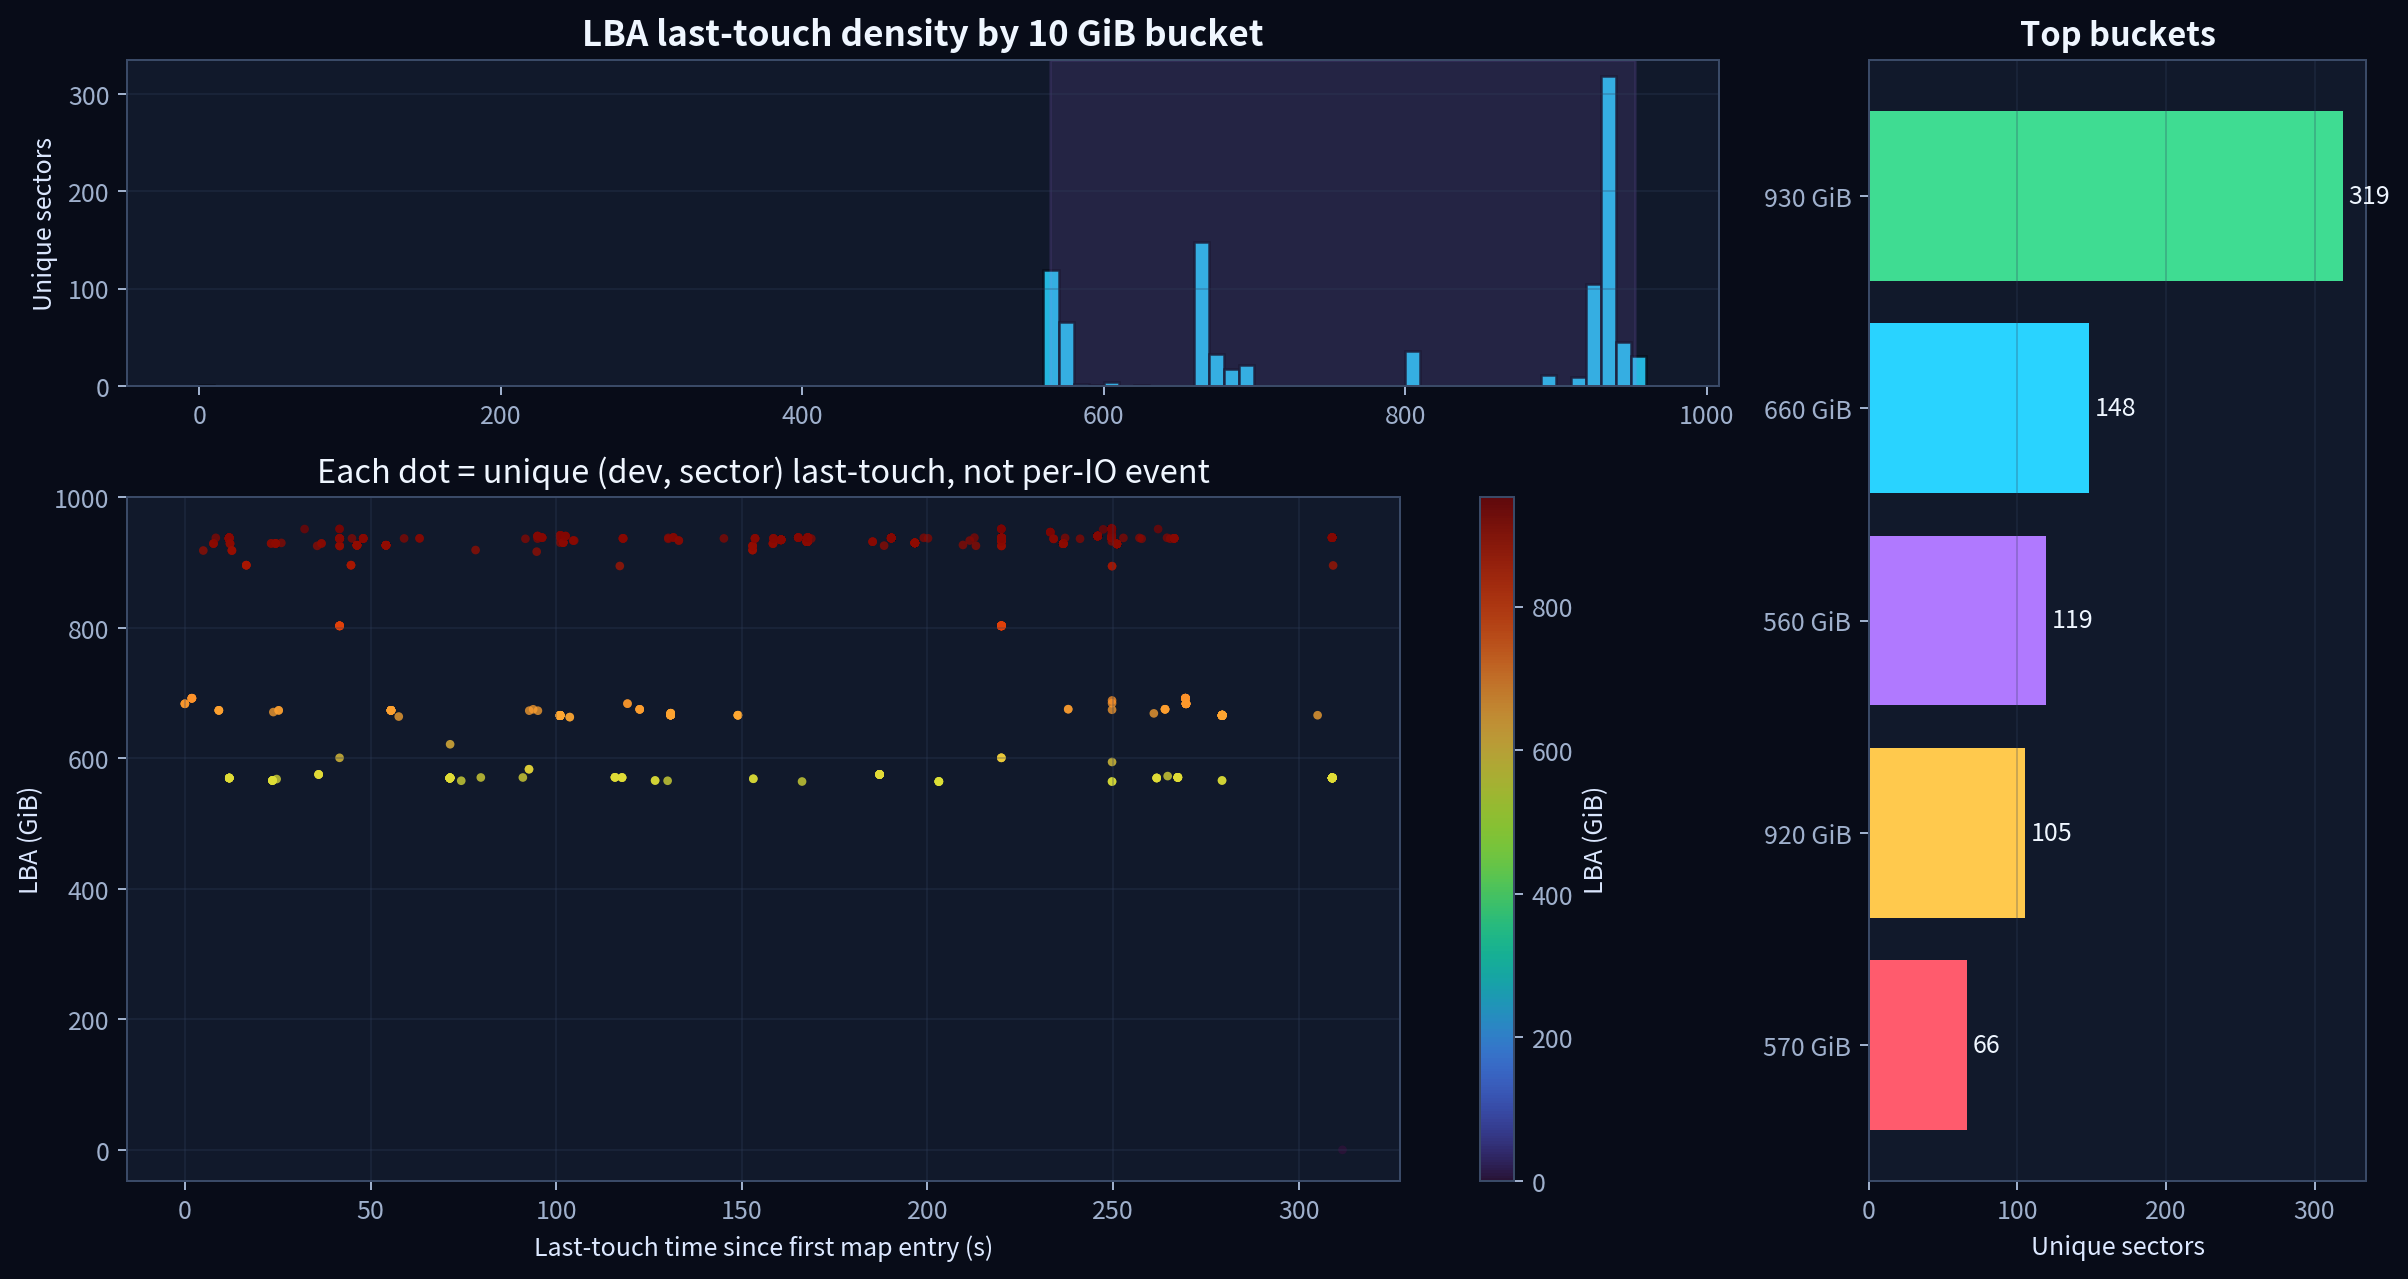 LBA last-touch density by 10 GiB bucket
Unique sectors
300
200
100
0
0 200 400 600 800 1000
Each dot = unique (dev, sector) last-touch, not per-IO event
LBA (GiB)
1000
800
600
400
200
0
0 50 100 150 200 250 300
Last-touch time since first map entry (s)
800
600
400
200
0
LBA (GiB)
Top buckets
930 GiB 319
660 GiB 148
560 GiB 119
920 GiB 105
570 GiB 66
0 100 200 300
Unique sectors